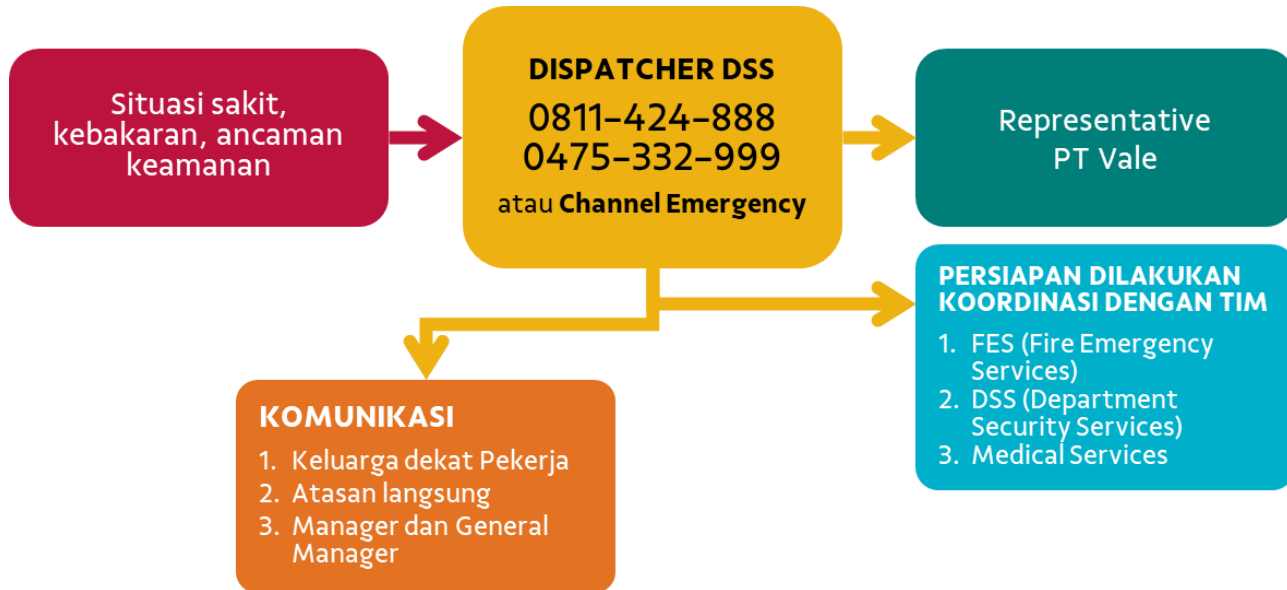 Situasi sakit,
kebakaran, ancaman
keamanan
DISPATCHER DSS
0811–424–888
0475–332–999
atau Channel Emergency
Representative
PT Vale
PERSIAPAN DILAKUKAN
KOORDINASI DENGAN TIM
1. FES (Fire Emergency
Services)
2. DSS (Department
Security Services)
3. Medical Services
KOMUNIKASI
1. Keluarga dekat Pekerja
2. Atasan langsung
3. Manager dan General
Manager